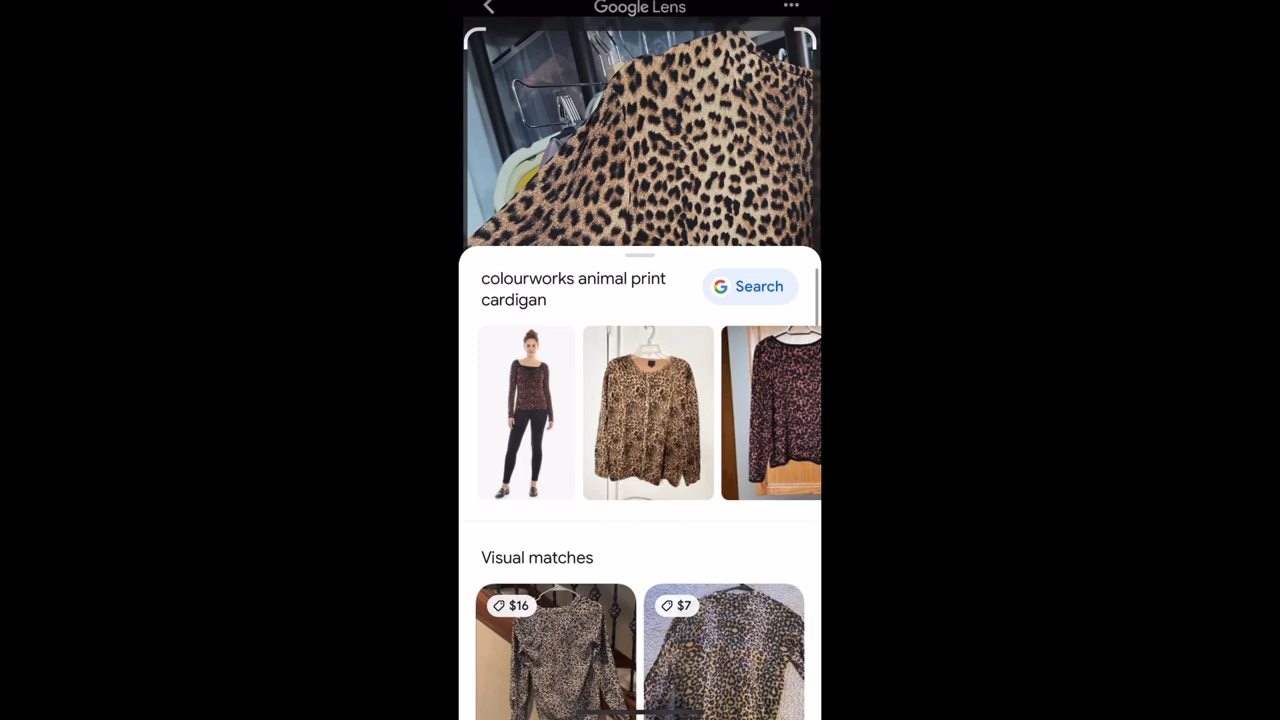 Google Lens
colourworks animal print
cardigan
Search
Visual matches
$16
$7